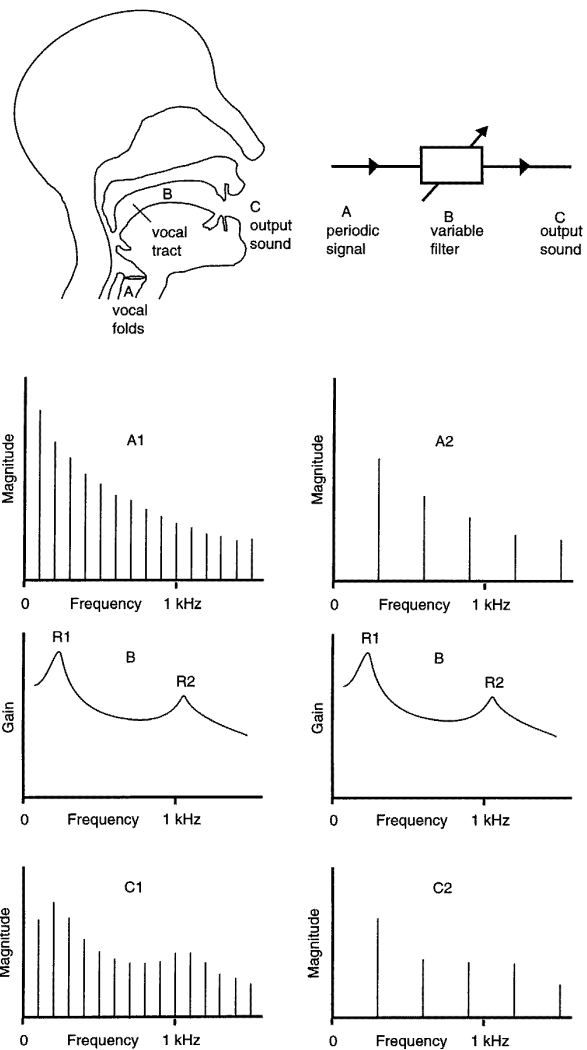 B
C
output
sound
vocal
tract
A
vocal
folds
A
periodic
signal
B
variable
filter
C
output
sound
A1
Magnitude
0 Frequency 1 kHz
A2
Magnitude
0 Frequency 1 kHz
R1
B
R2
Gain
0 Frequency 1 kHz
R1
B
R2
Gain
0 Frequency 1 kHz
C1
Magnitude
0 Frequency 1 kHz
C2
Magnitude
0 Frequency 1 kHz